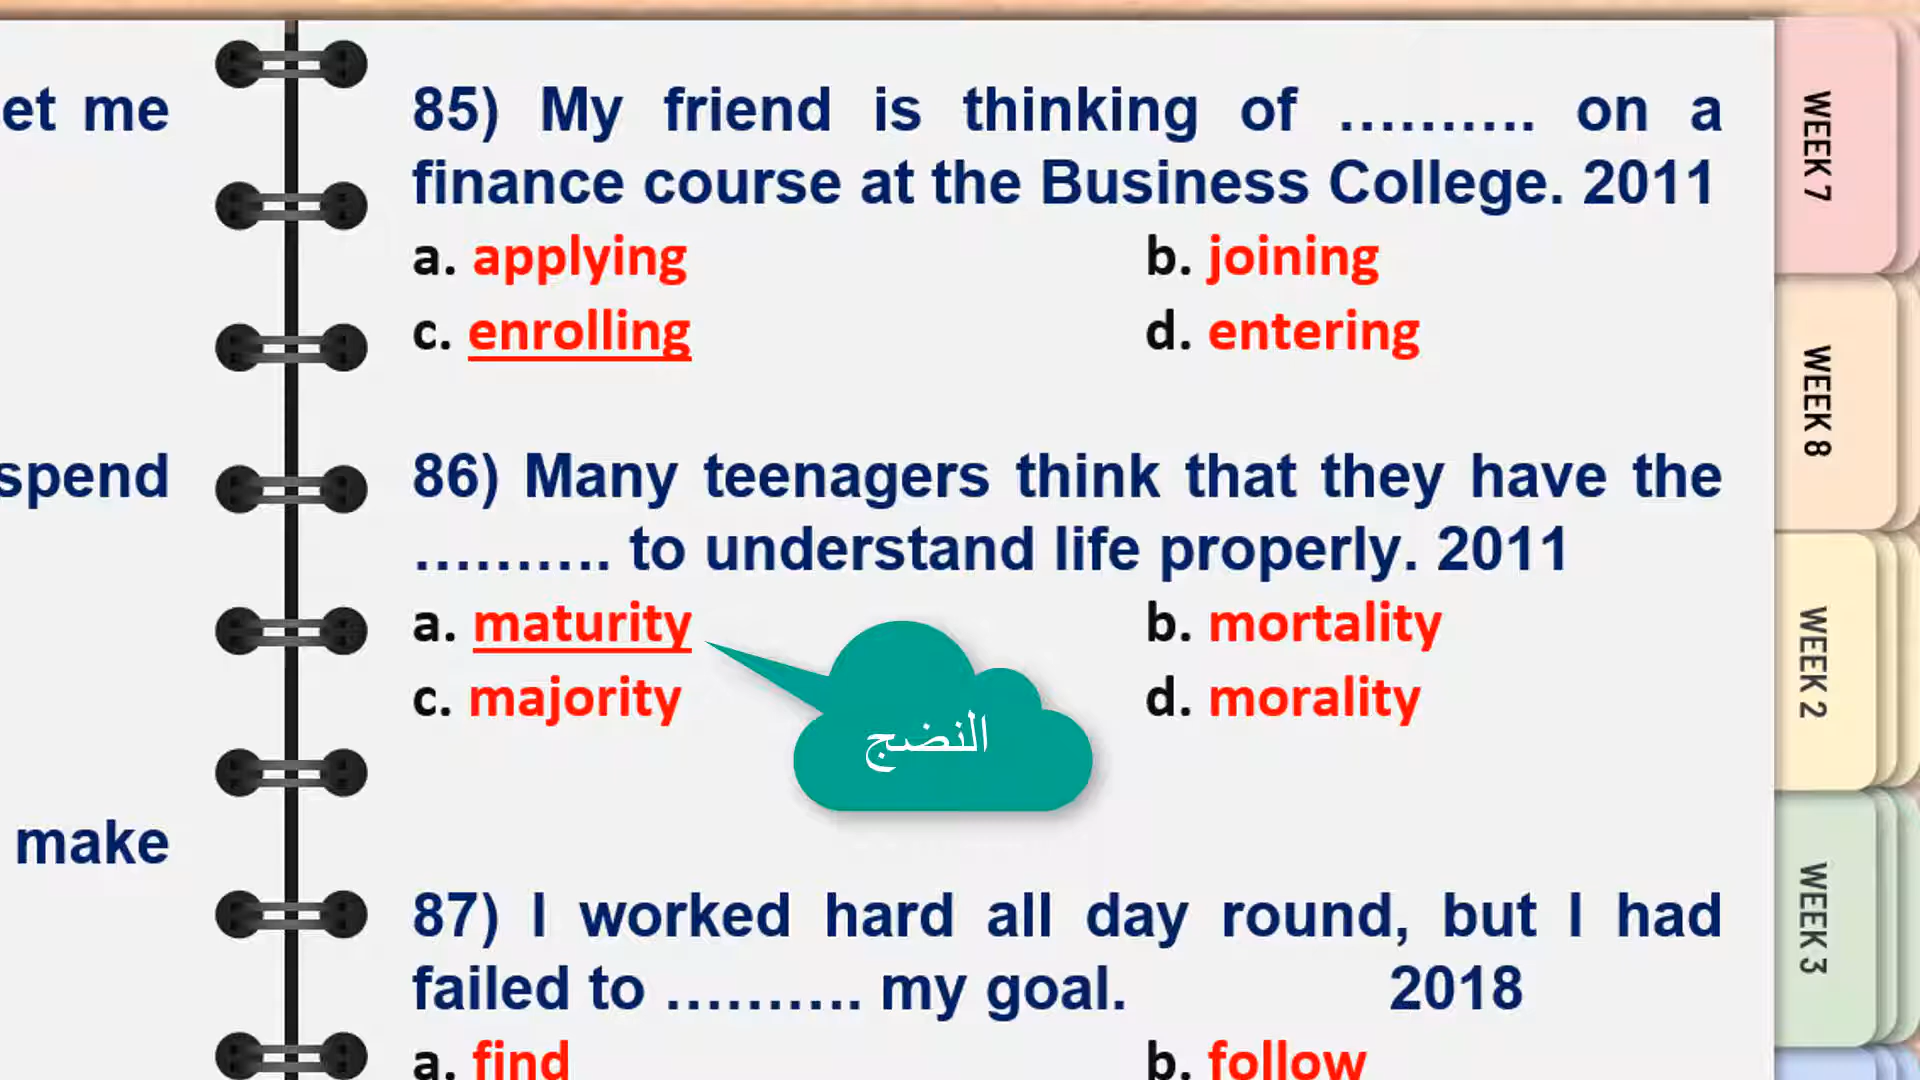 et me
spend
make
85) My friend is thinking of ………. on a
finance course at the Business College. 2011
a. applying b. joining
c. enrolling d. entering
86) Many teenagers think that they have the
………. to understand life properly. 2011
a. maturity b. mortality
c. majority d. morality
النضج
87) I worked hard all day round, but I had
failed to ………. my goal. 2018
a. find b. follow
WEEK 7
WEEK 8
WEEK 2
WEEK 3